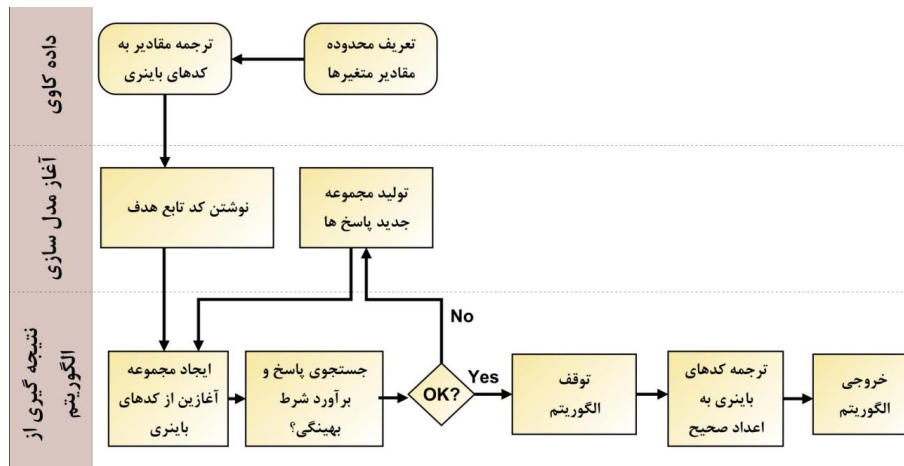 داده کاوی
تعریف محدوده
مقادیر متغیرها
ترجمه مقادیر به
کدهای باینری
آغاز مدل سازی
نوشتن کد تابع هدف
تولید مجموعه
جدید پاسخ ها
نتیجه گیری از
الگوریتم
ایجاد مجموعه
آغازین از کدهای
باینری
جستجوی پاسخ و
برآورد شرط
بهینگی؟
OK?
No
Yes
توقف
الگوریتم
ترجمه کدهای
باینری به
اعداد صحیح
خروجی
الگوریتم